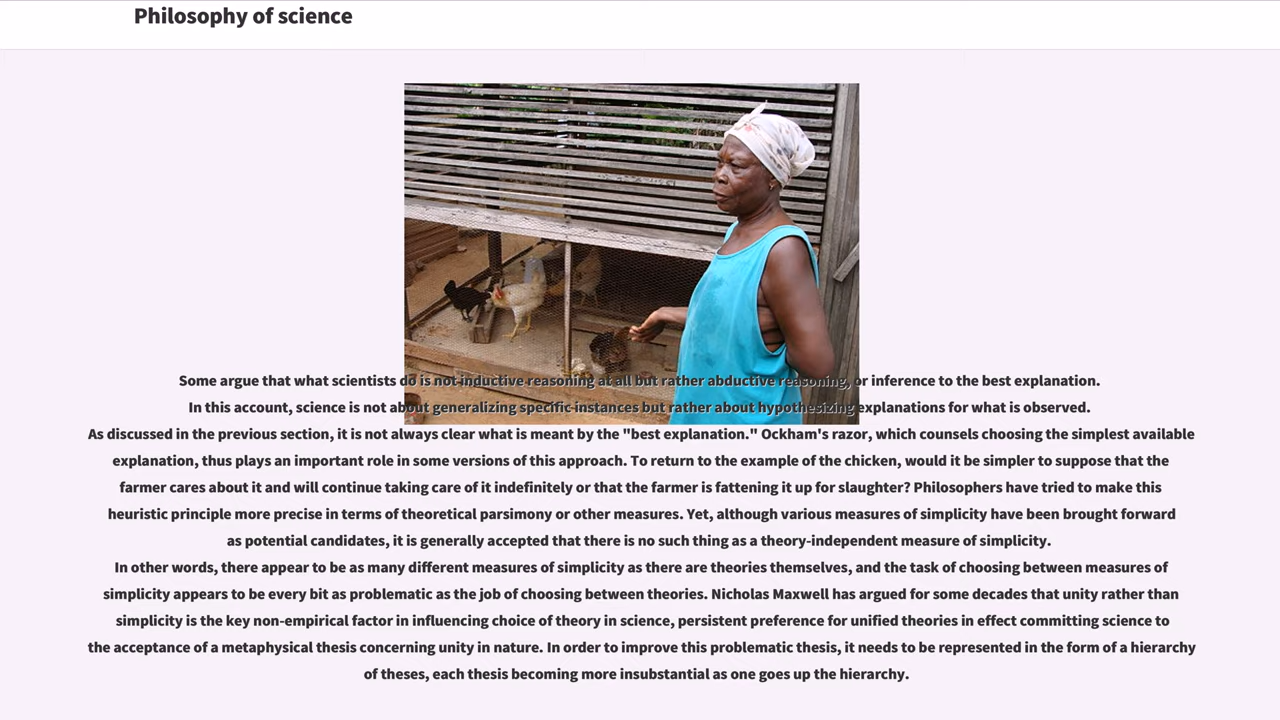 Philosophy of science
Some argue that what scientists do is not inductive reasoning at all but rather abductive reasoning, or inference to the best explanation.
In this account, science is not about generalizing specific instances but rather about hypothesizing explanations for what is observed.
As discussed in the previous section, it is not always clear what is meant by the "best explanation." Ockham's razor, which counsels choosing the simplest available
explanation, thus plays an important role in some versions of this approach. To return to the example of the chicken, would it be simpler to suppose that the
farmer cares about it and will continue taking care of it indefinitely or that the farmer is fattening it up for slaughter? Philosophers have tried to make this
heuristic principle more precise in terms of theoretical parsimony or other measures. Yet, although various measures of simplicity have been brought forward
as potential candidates, it is generally accepted that there is no such thing as a theory-independent measure of simplicity.
In other words, there appear to be as many different measures of simplicity as there are theories themselves, and the task of choosing between measures of
simplicity appears to be every bit as problematic as the job of choosing between theories. Nicholas Maxwell has argued for some decades that unity rather than
simplicity is the key non-empirical factor in influencing choice of theory in science, persistent preference for unified theories in effect committing science to
the acceptance of a metaphysical thesis concerning unity in nature. In order to improve this problematic thesis, it needs to be represented in the form of a hierarchy
of theses, each thesis becoming more insubstantial as one goes up the hierarchy.